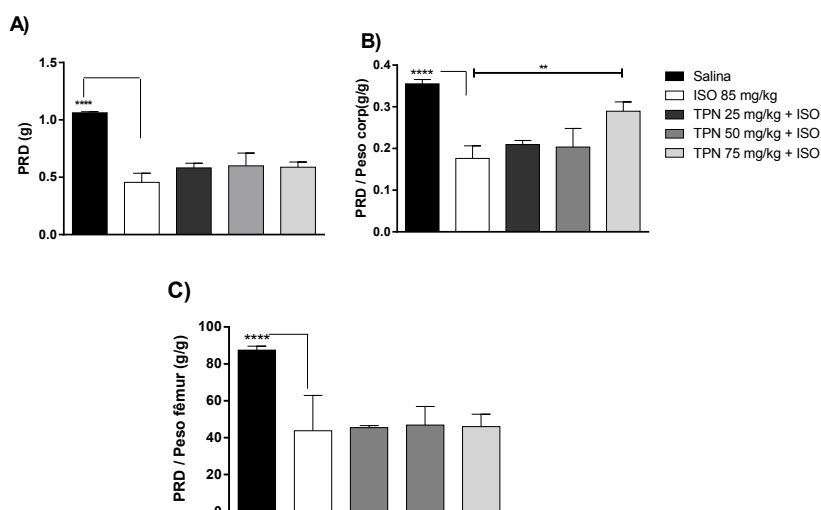 A)
1.5
1.0
0.5
0.0
PRD (g)
****
B)
0.4
0.3
0.2
0.1
0.0
PRD / Peso corp(g/g)
****
**
Salina
ISO 85 mg/kg
TPN 25 mg/kg + ISO
TPN 50 mg/kg + ISO
TPN 75 mg/kg + ISO
C)
100
80
60
40
20
0
PRD / Peso fêmur (g/g)
****